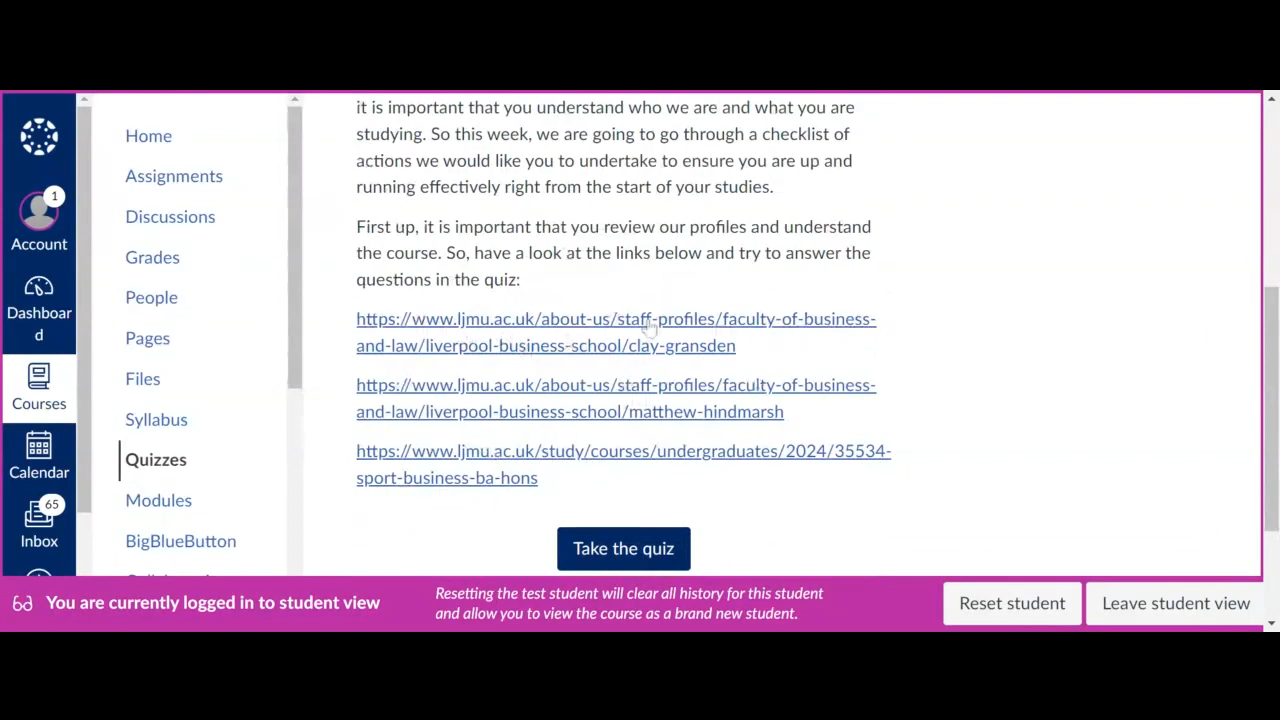 1
Account
Dashboar
d
Courses
Calendar
65
Inbox
Home
Assignments
Discussions
Grades
People
Pages
Files
Syllabus
Quizzes
Modules
BigBlueButton
it is important that you understand who we are and what you are
studying. So this week, we are going to go through a checklist of
actions we would like you to undertake to ensure you are up and
running effectively right from the start of your studies.
First up, it is important that you review our profiles and understand
the course. So, have a look at the links below and try to answer the
questions in the quiz:
https://www.ljmu.ac.uk/about-us/staff-profiles/faculty-of-business-
and-law/liverpool-business-school/clay-gransden
https://www.ljmu.ac.uk/about-us/staff-profiles/faculty-of-business-
and-law/liverpool-business-school/matthew-hindmarsh
https://www.ljmu.ac.uk/study/courses/undergraduates/2024/35534-
sport-business-ba-hons
Take the quiz
You are currently logged in to student view
Resetting the test student will clear all history for this student
and allow you to view the course as a brand new student.
Reset student
Leave student view